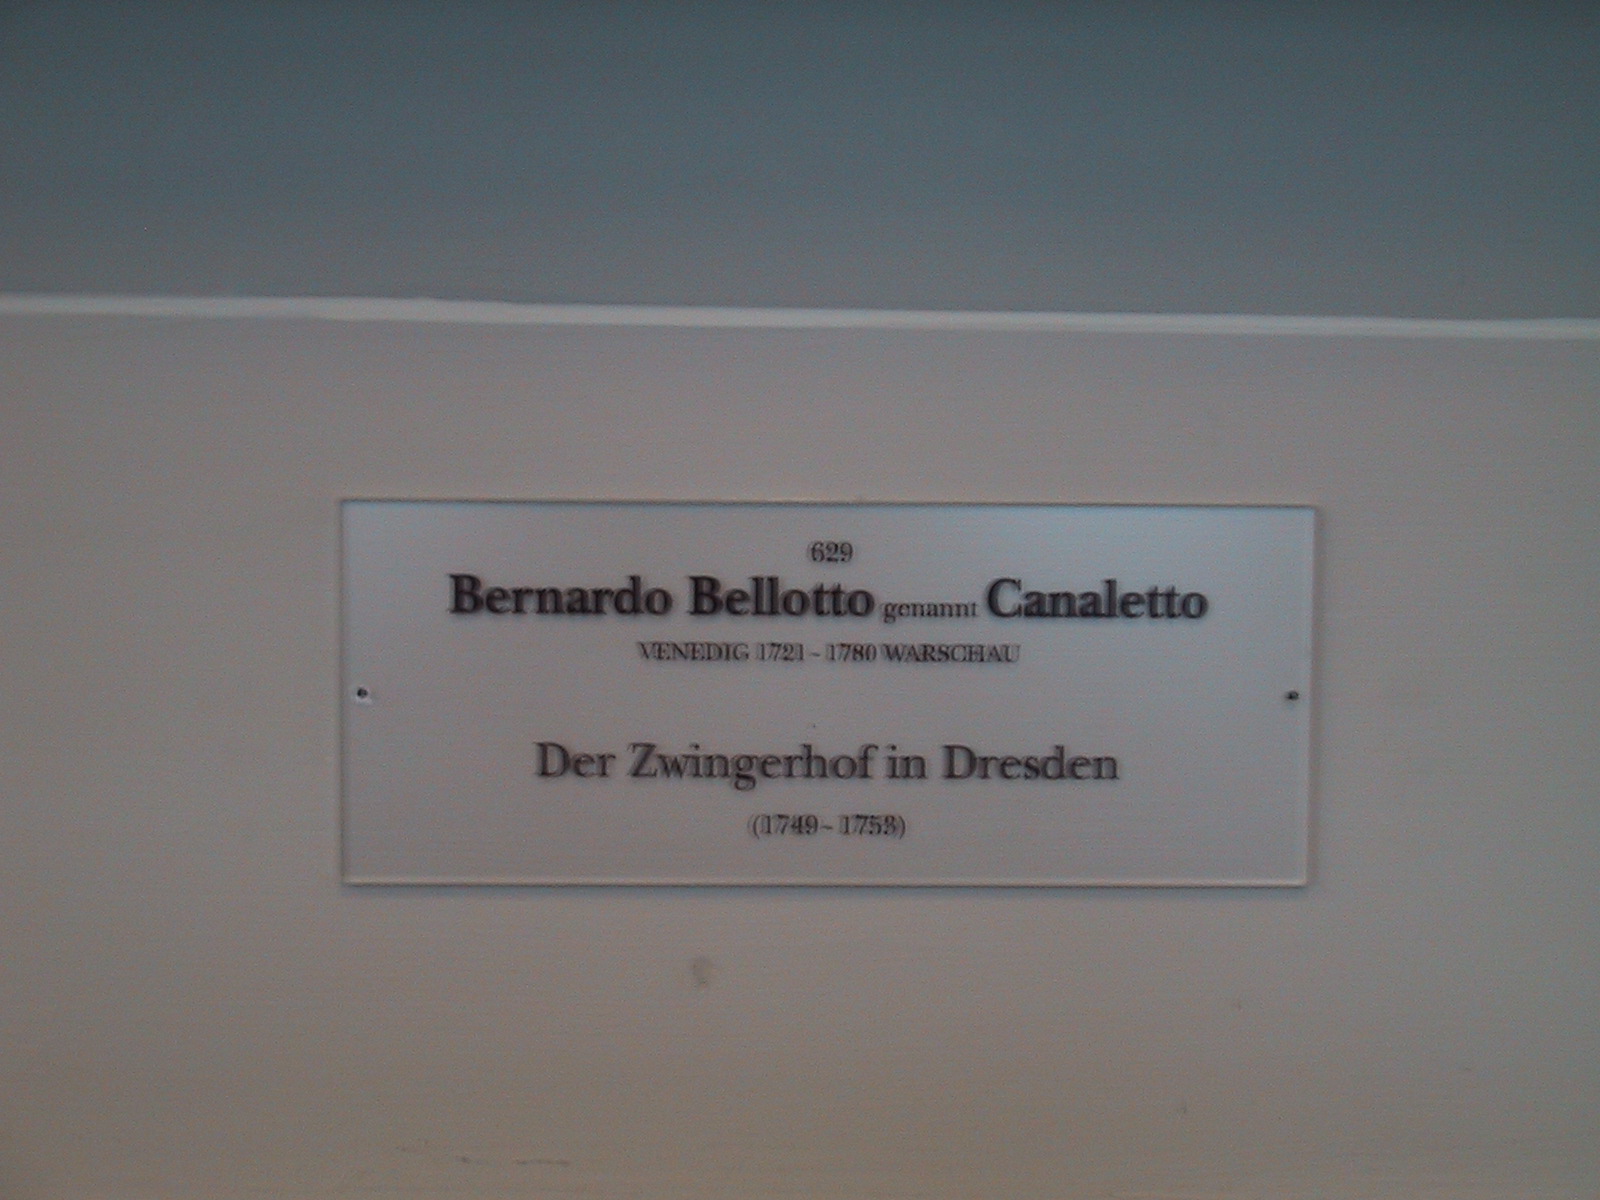 629
Bernardo Bellotto genannt Canaletto
VENEDIG 1721 – 1780 WARSCHAU
Der Zwingerhof in Dresden
(1749 – 1753)